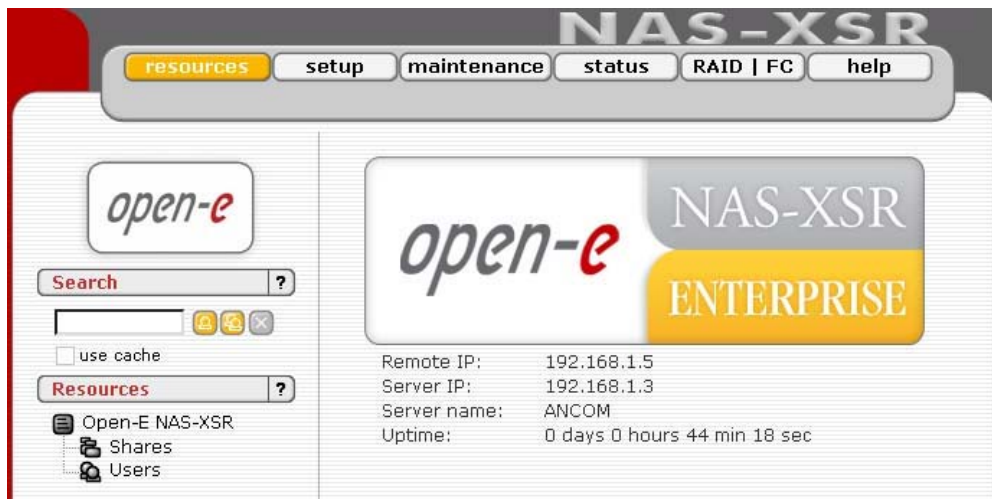 NAS-XSR
resources setup maintenance status RAID | FC help
open-e
Search ?
use cache
Resources ?
Open-E NAS-XSR
Shares
Users
open-e
NAS-XSR
ENTERPRISE
Remote IP: 192.168.1.5
Server IP: 192.168.1.3
Server name: ANCOM
Uptime: 0 days 0 hours 44 min 18 sec